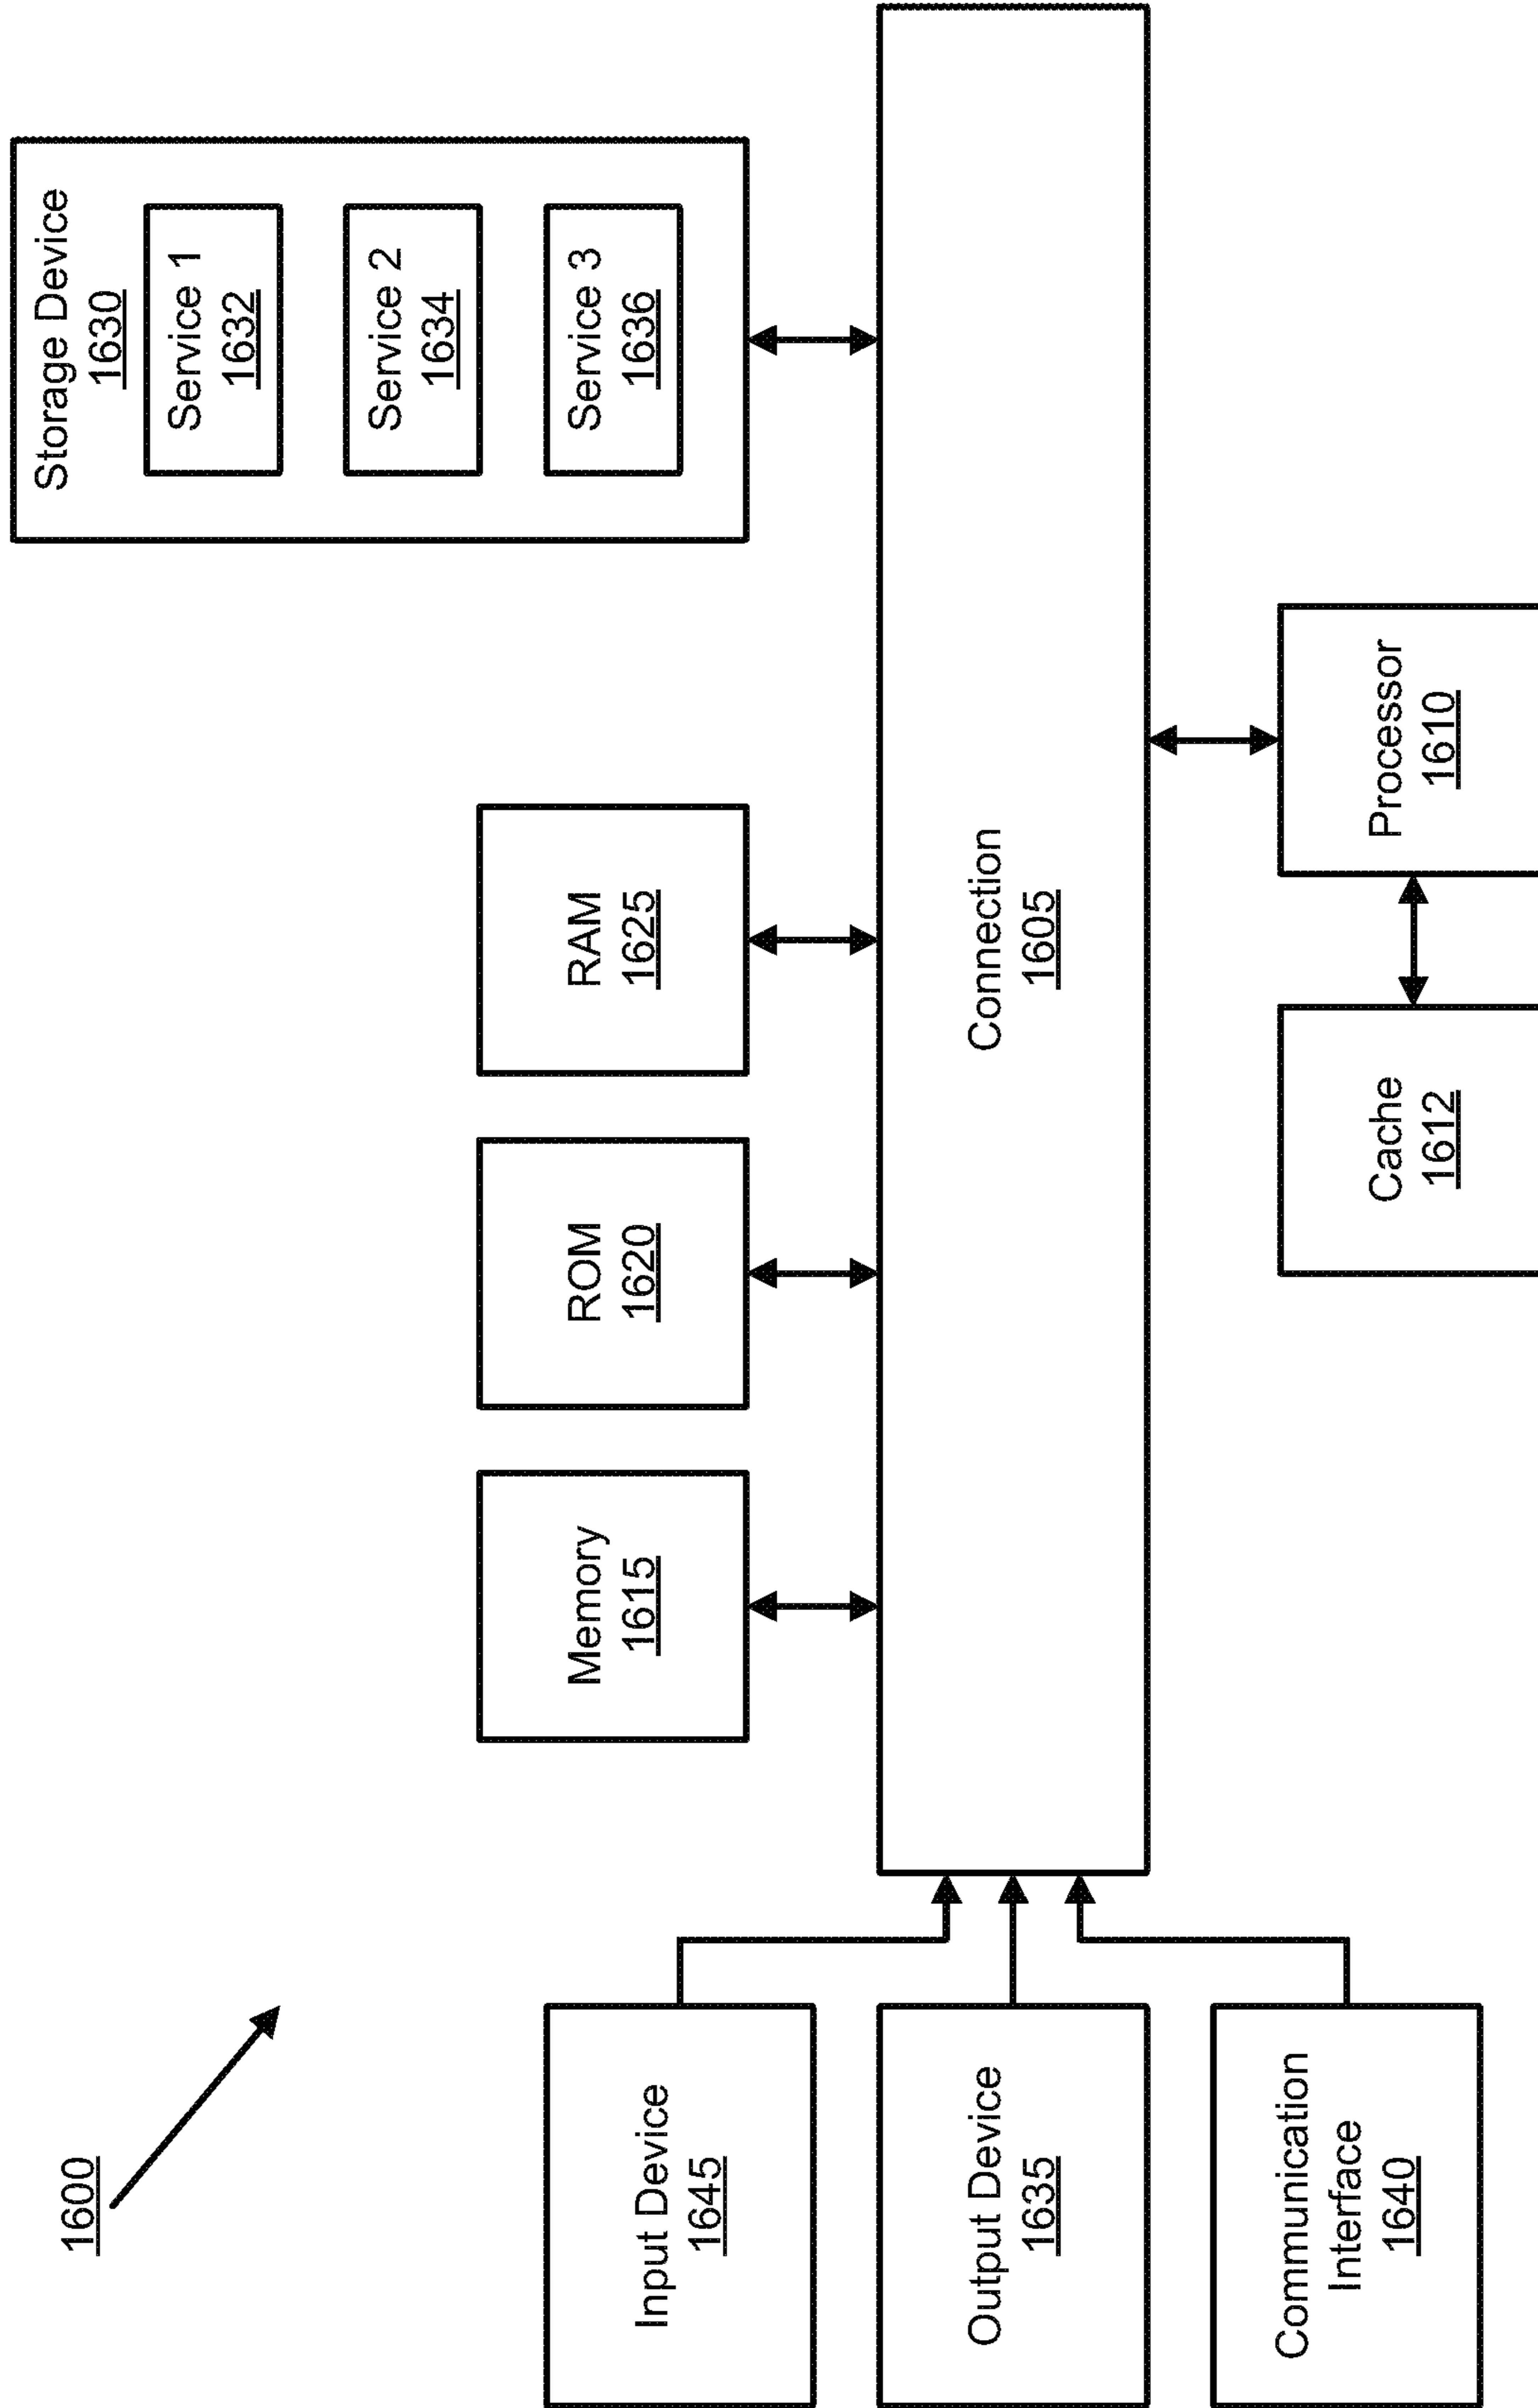 1600
Input Device
1645
Output Device
1635
Communication
Interface
1640
Memory
1615
ROM
1620
RAM
1625
Storage Device
1630
Service 1
1632
Service 2
1634
Service 3
1636
Connection
1605
Cache
1612
Processor
1610